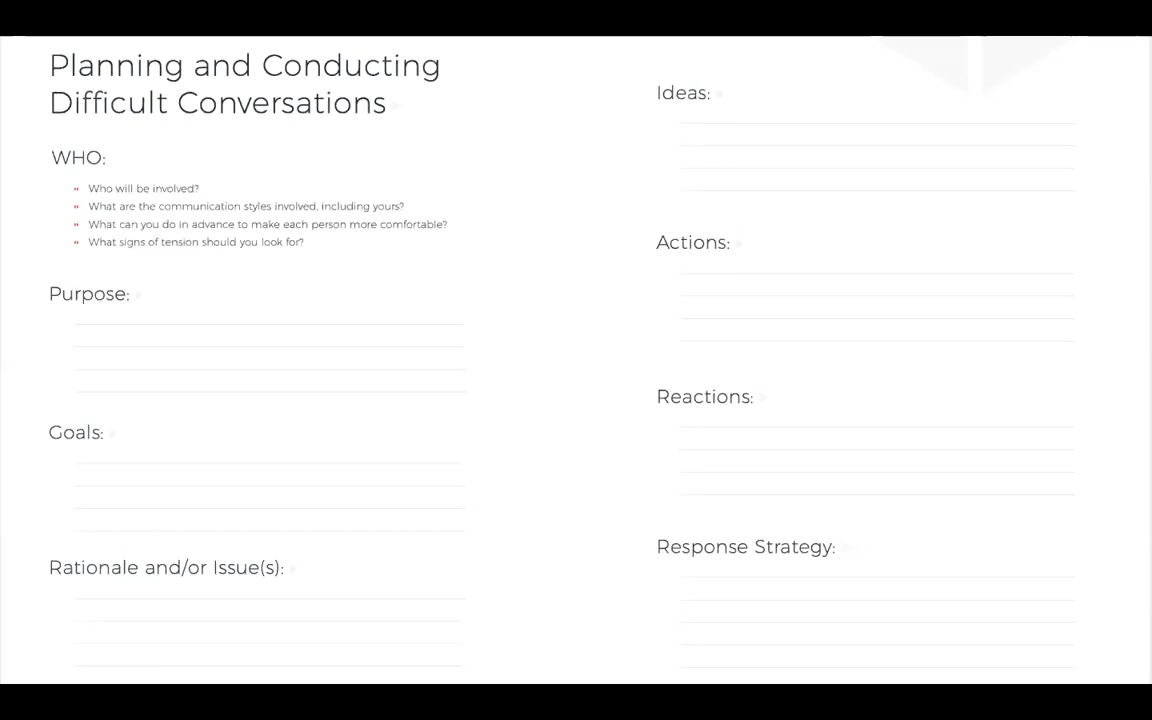 Planning and Conducting
Difficult Conversations
WHO:
» Who will be involved?
» What are the communication styles involved, including yours?
» What can you do in advance to make each person more comfortable?
» What signs of tension should you look for?
Purpose:
Goals:
Rationale and/or Issue(s):
Ideas:
Actions:
Reactions:
Response Strategy: